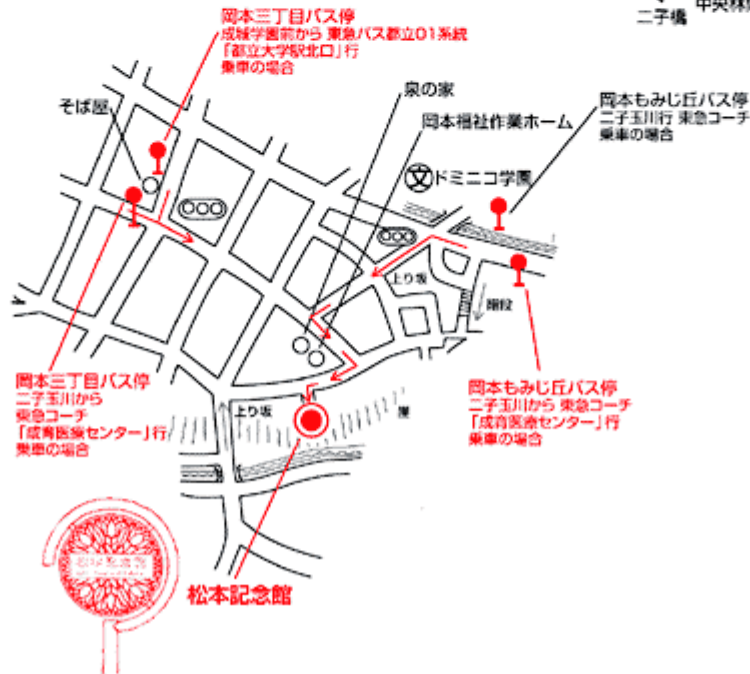 二子橋
岡本三丁目バス停
成城学園前から 東急バス都立01系統
「都立大学駅北口」行
乗車の場合
泉の家
そば屋
岡本福祉作業ホーム
岡本もみじ丘バス停
二子玉川行 東急コーチ
乗車の場合
文
ドミニコ学園
上り坂
階段
岡本三丁目バス停
二子玉川から
東急コーチ
「成育医療センター」行
乗車の場合
上り坂
崖
岡本もみじ丘バス停
二子玉川から 東急コーチ
「成育医療センター」行
乗車の場合
松本記念館